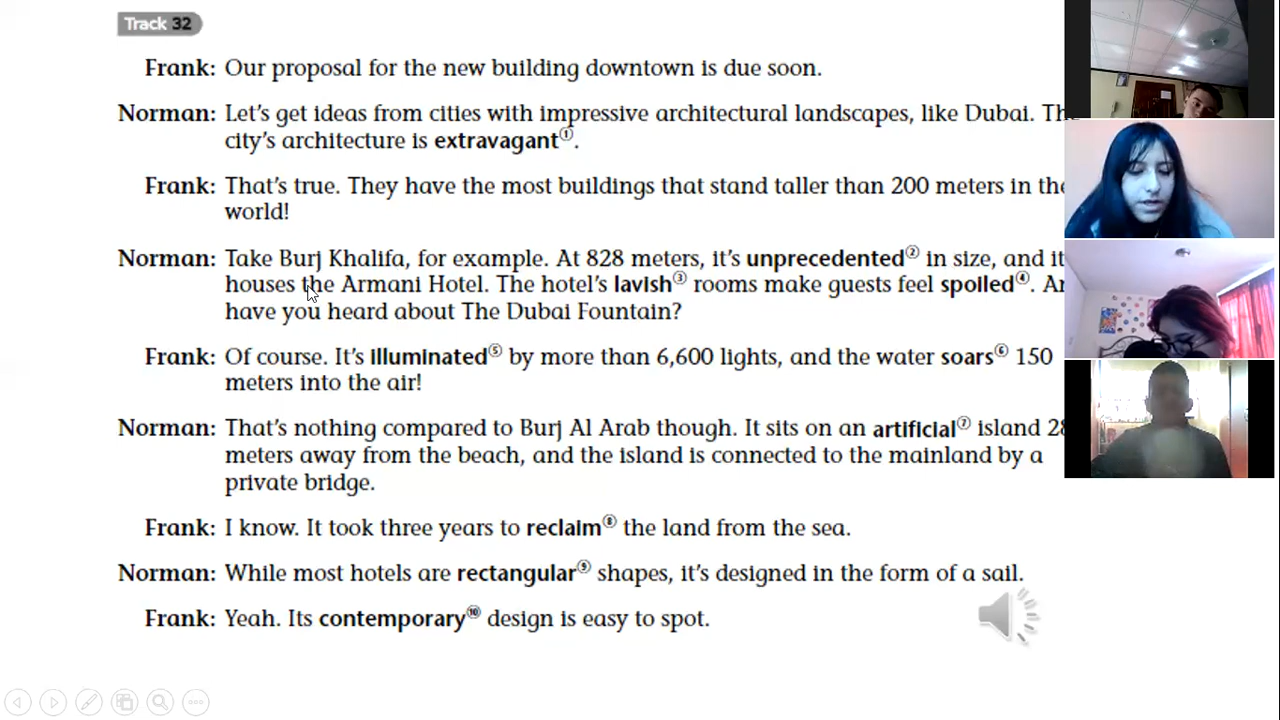 Track 32
Frank: Our proposal for the new building downtown is due soon.
Norman: Let's get ideas from cities with impressive architectural landscapes, like Dubai.
city's architecture is extravagant①.
Frank: That's true. They have the most buildings that stand taller than 200 meters in the
world!
Norman: Take Burj Khalifa, for example. At 828 meters, it's unprecedented② in size, and it
houses the Armani Hotel. The hotel's lavish③ rooms make guests feel spoiled④.
have you heard about The Dubai Fountain?
Frank: Of course. It's illuminated⑤ by more than 6,600 lights, and the water soars⑥ 150
meters into the air!
Norman: That's nothing compared to Burj Al Arab though. It sits on an artificial⑦ island
meters away from the beach, and the island is connected to the mainland by a
private bridge.
Frank: I know. It took three years to reclaim⑧ the land from the sea.
Norman: While most hotels are rectangular⑨ shapes, it's designed in the form of a sail.
Frank: Yeah. Its contemporary⑩ design is easy to spot.